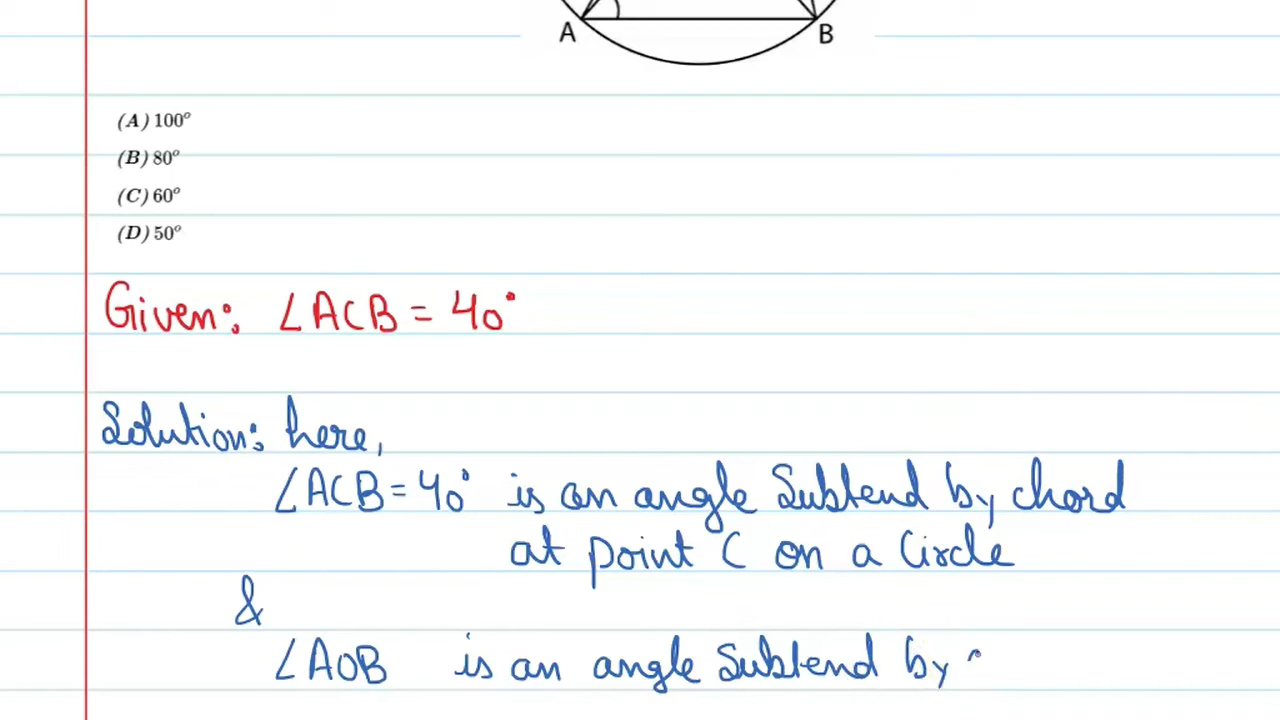 A
B
(A) 100°
(B) 80°
(C) 60°
(D) 50°
Given: ∠ACB = 40°
Solution: here,
∠ACB = 40° is an angle Subtend by chord
at point C on a Circle
&
∠AOB is an angle Subtend by